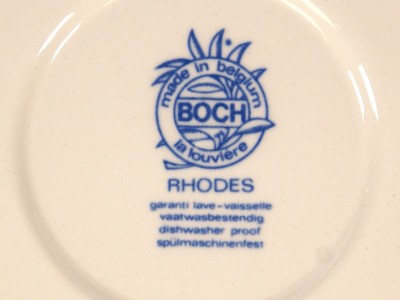 made in belgium
BOCH
la louvière
RHODES
garanti lave-vaisselle
vaatwasbestendig
dishwasher proof
spülmaschinenfest